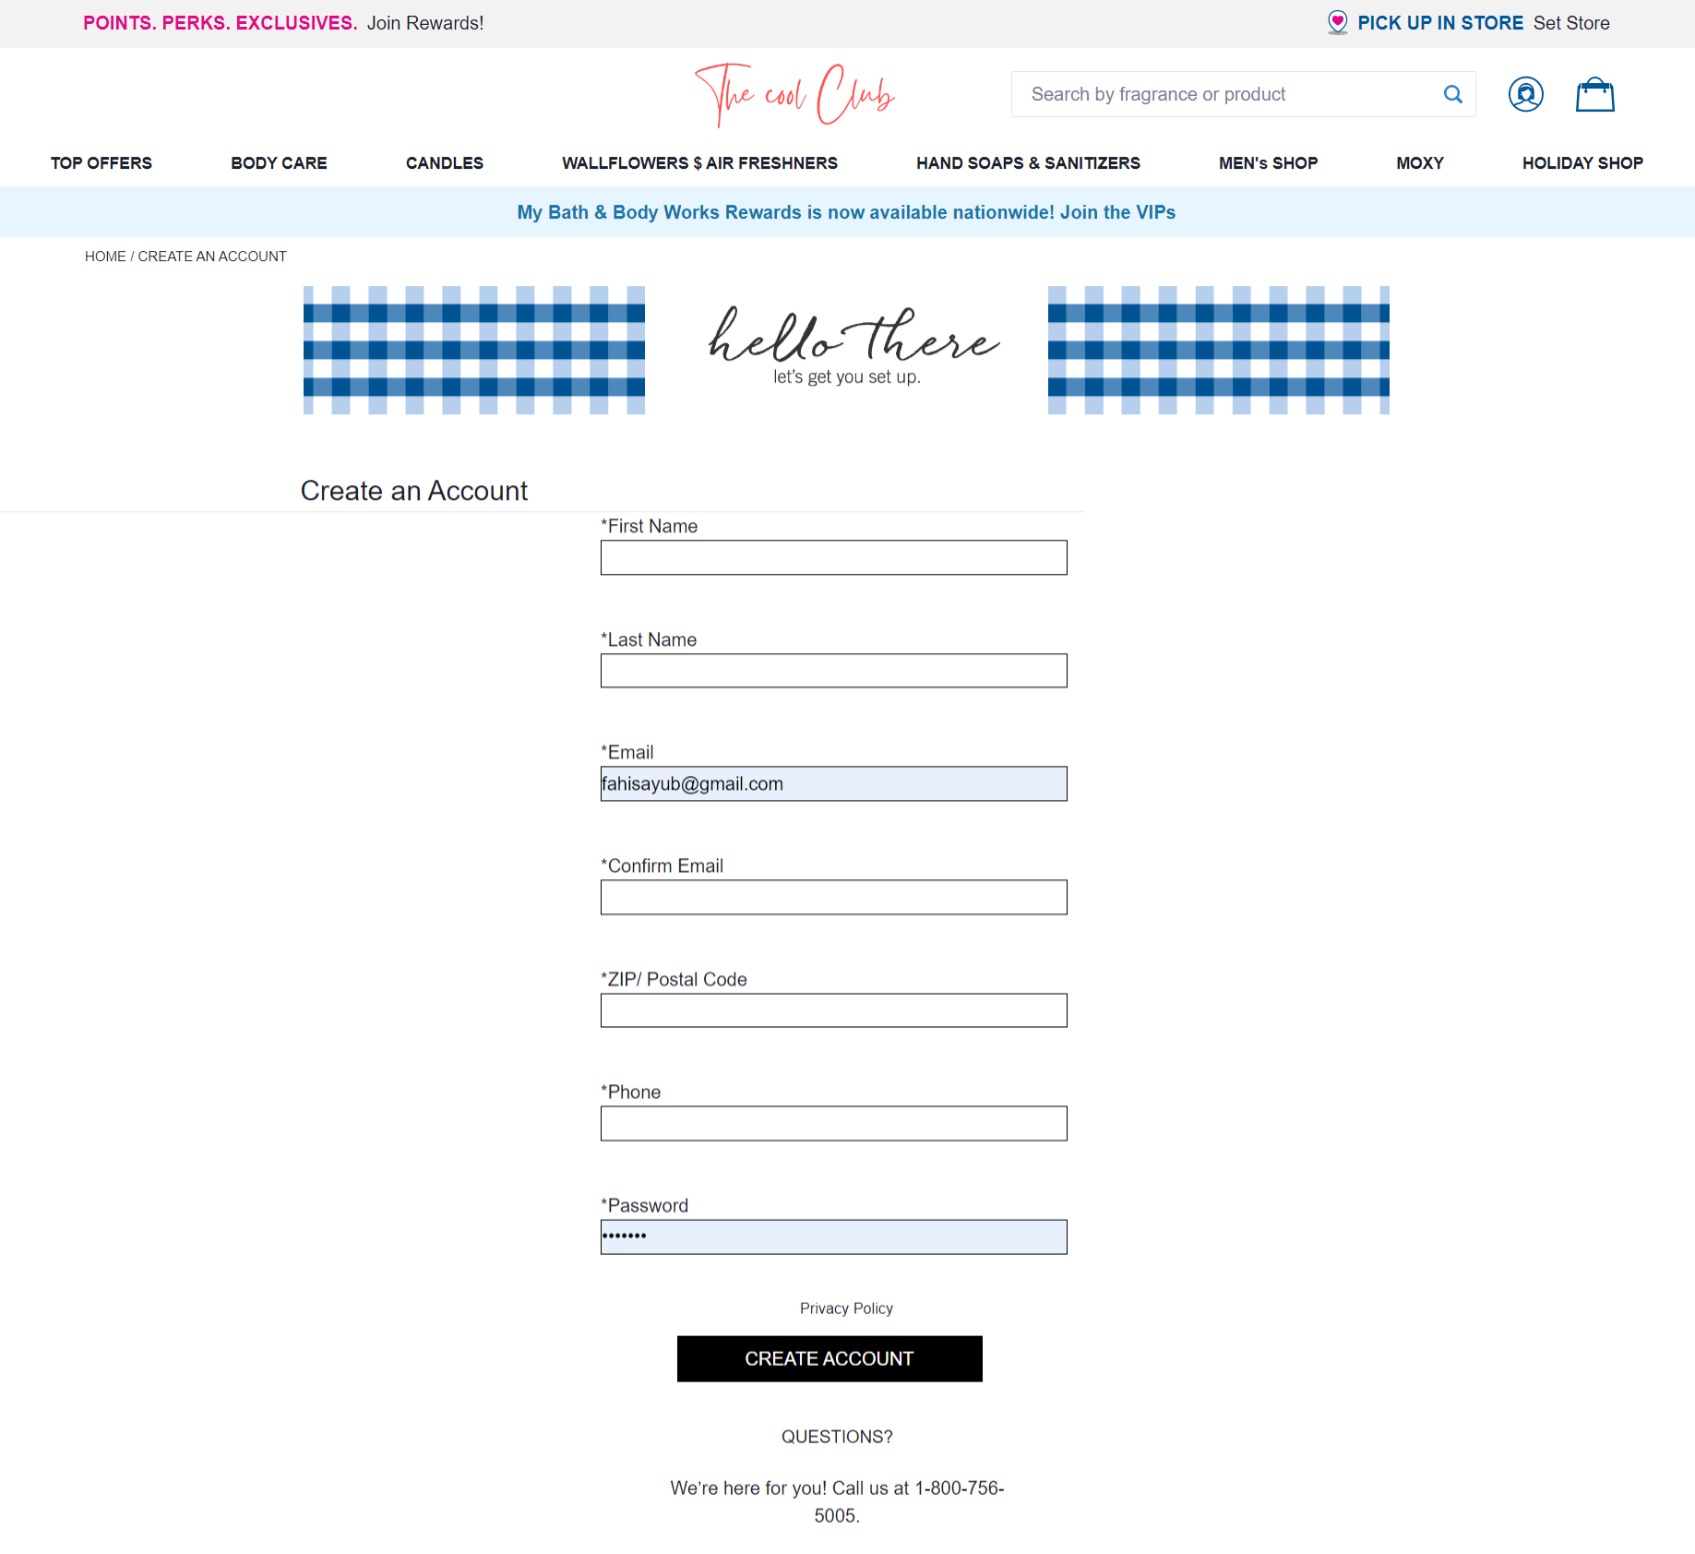 POINTS. PERKS. EXCLUSIVES. Join Rewards!
PICK UP IN STORE Set Store
The cool Club
Search by fragrance or product
TOP OFFERS BODY CARE CANDLES WALLFLOWERS $ AIR FRESHNERS HAND SOAPS & SANITIZERS MEN's SHOP MOXY HOLIDAY SHOP
My Bath & Body Works Rewards is now available nationwide! Join the VIPs
HOME / CREATE AN ACCOUNT
hello there
let's get you set up.
Create an Account
*First Name
*Last Name
*Email
fahisayub@gmail.com
*Confirm Email
*ZIP/ Postal Code
*Phone
*Password
•••••••
Privacy Policy
CREATE ACCOUNT
QUESTIONS?
We're here for you! Call us at 1-800-756-
5005.